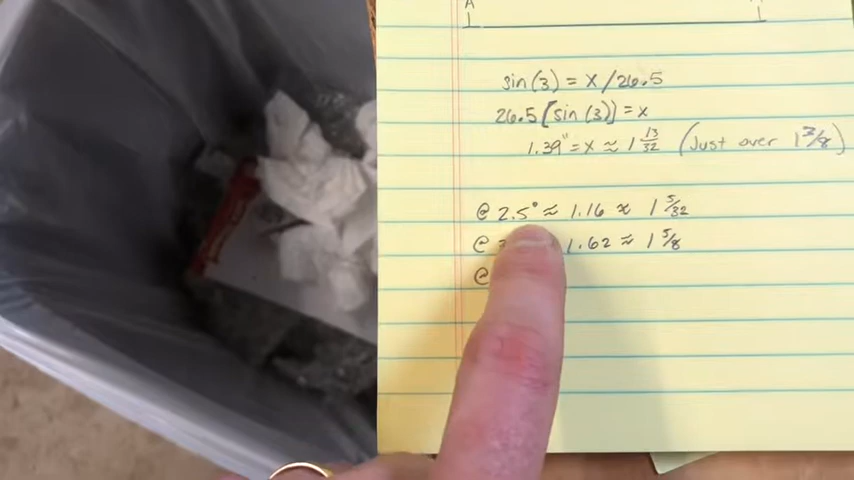 A
sin(3) = x/26.5
26.5[sin(3)] = x
1.39" = x ≈ 1 13/32 (Just over 1 3/8)
@ 2.5° ≈ 1.16 ≈ 1 5/32
@ 1.62 ≈ 1 5/8
@